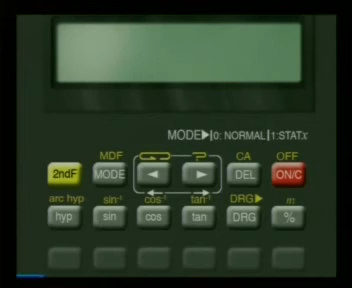 MODE▶|0: NORMAL|1:STATx
MDF CA OFF
2ndF MODE ◄ ► DEL ON/C
arc hyp sin⁻¹ cos⁻¹ tan⁻¹ DRG▶ π
hyp sin cos tan DRG %